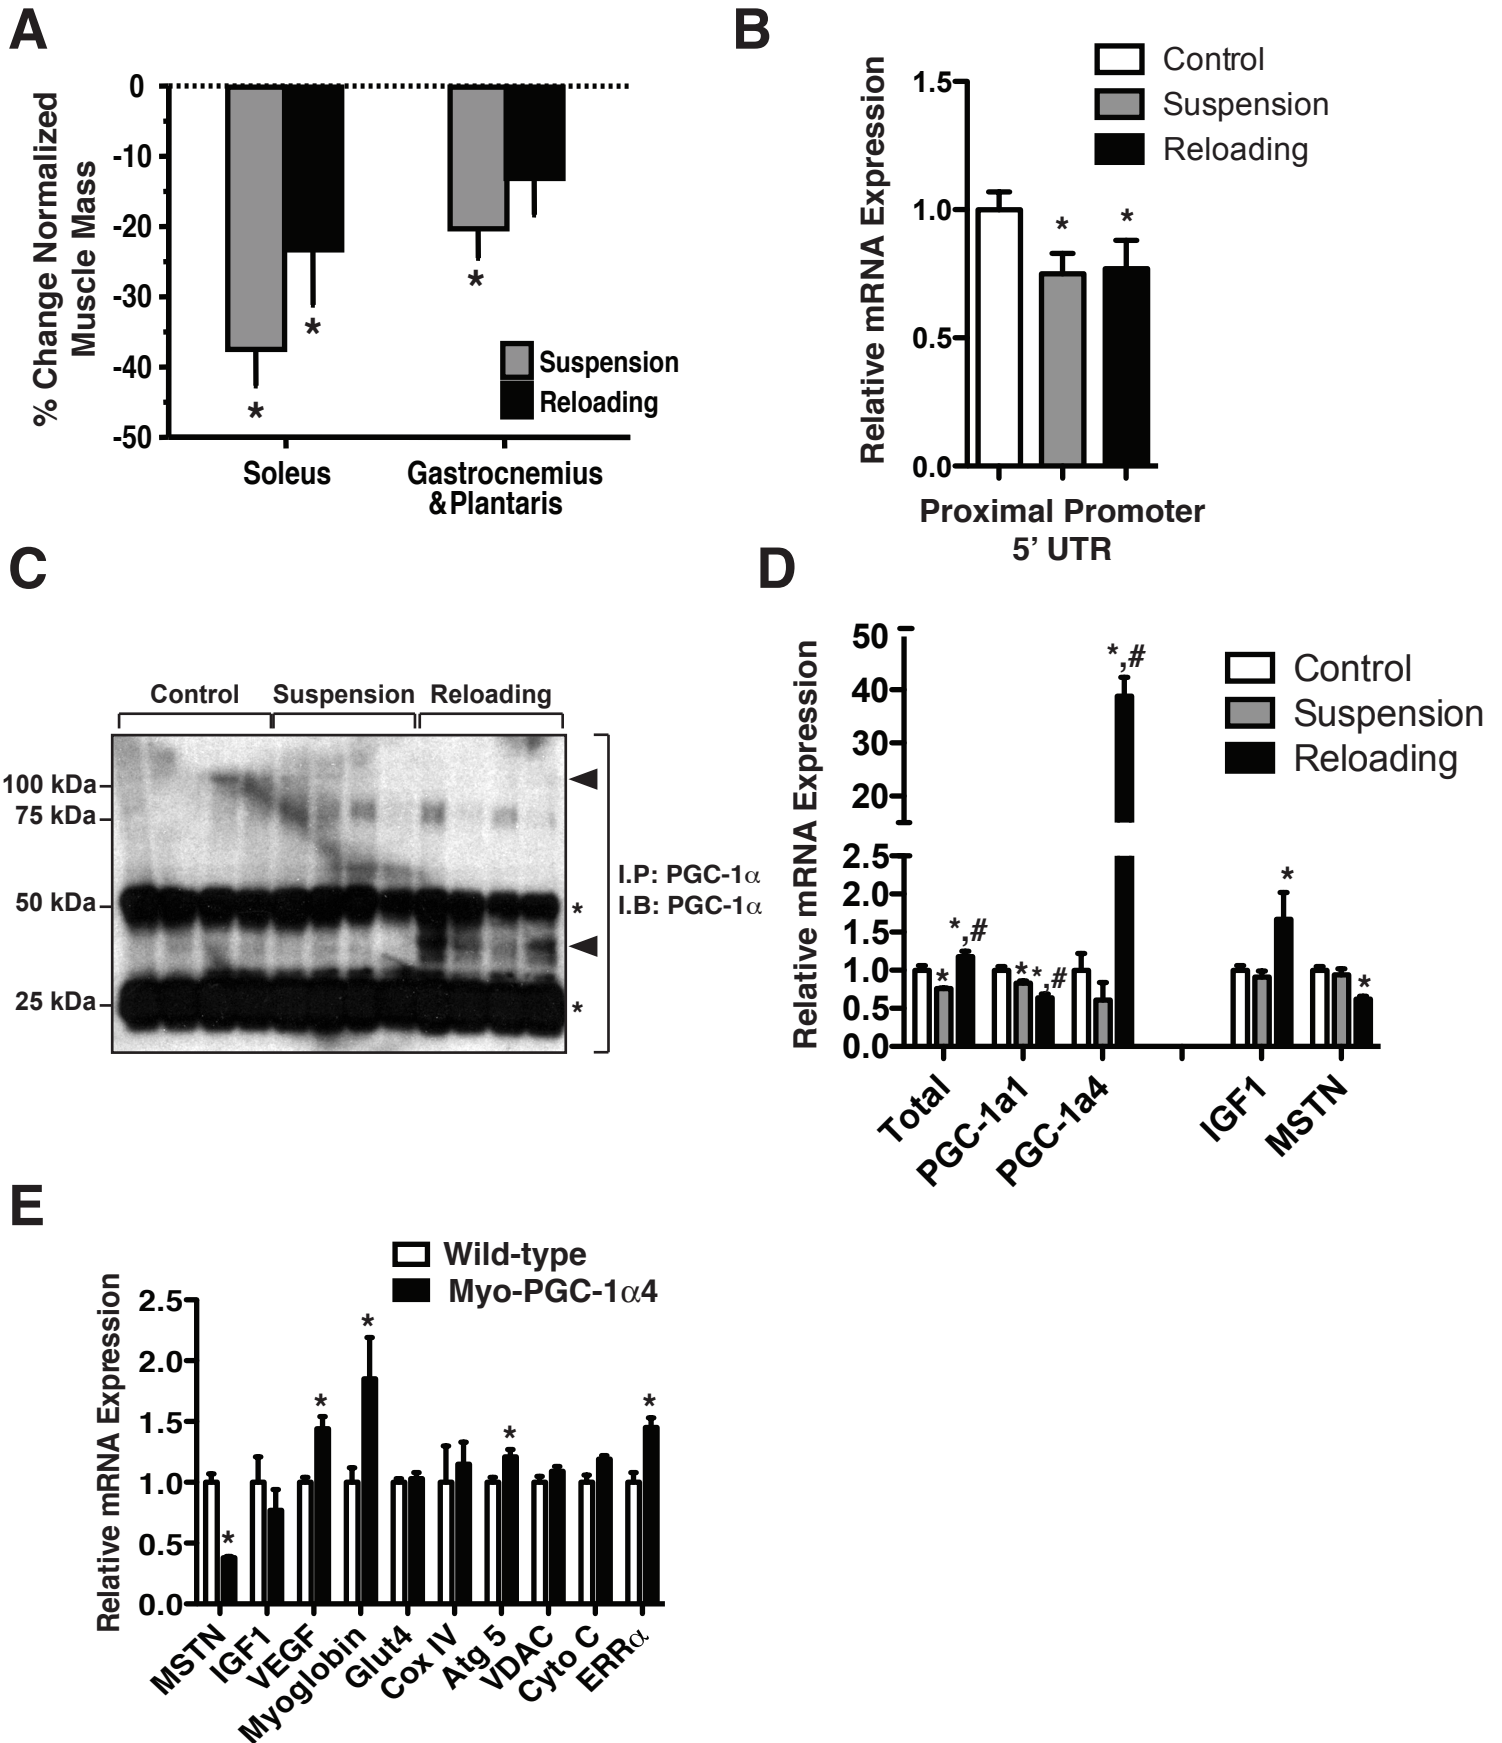 A
% Change Normalized
Muscle Mass
0
-10
-20
-30
-40
-50
*
*
*
Suspension
Reloading
Soleus
Gastrocnemius
&Plantaris
B
Relative mRNA Expression
1.5
1.0
0.5
0.0
*
*
Control
Suspension
Reloading
Proximal Promoter
5’ UTR
C
Control Suspension Reloading
100 kDa
75 kDa
50 kDa
25 kDa
*
*
I.P: PGC-1α
I.B: PGC-1α
D
Relative mRNA Expression
50
40
30
20
2.5
2.0
1.5
1.0
0.5
0.0
*
*,#
*
*,#
*,#
*
*
Control
Suspension
Reloading
Total
PGC-1a1
PGC-1a4
IGF1
MSTN
E
Wild-type
Myo-PGC-1α4
Relative mRNA Expression
2.5
2.0
1.5
1.0
0.5
0.0
*
*
*
*
*
MSTN
IGF1
VEGF
Myoglobin
Glut4
Cox IV
Atg 5
VDAC
Cyto C
ERRα